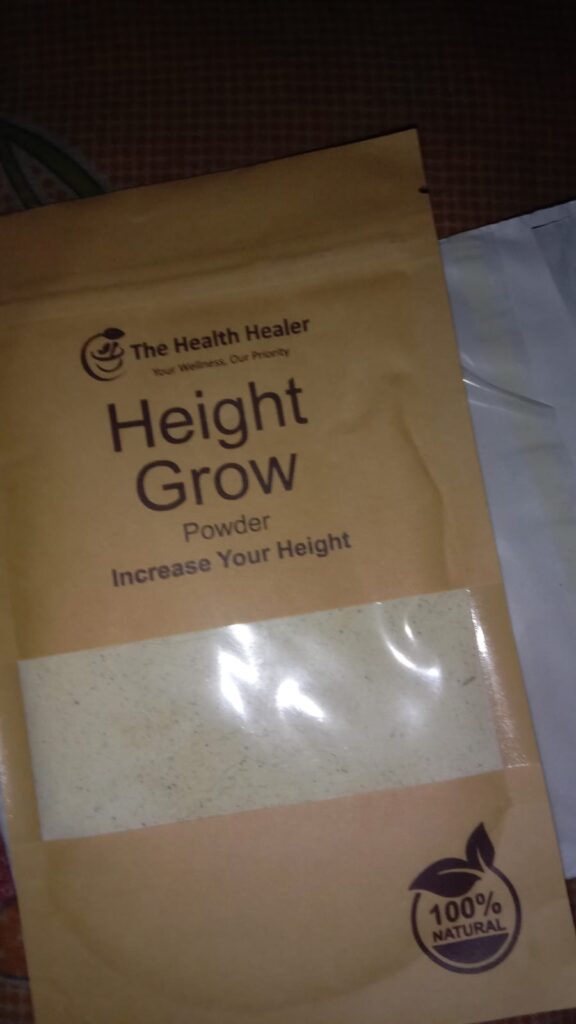 The Health Healer
Your Wellness, Our Priority
Height
Grow
Powder
Increase Your Height
100%
NATURAL